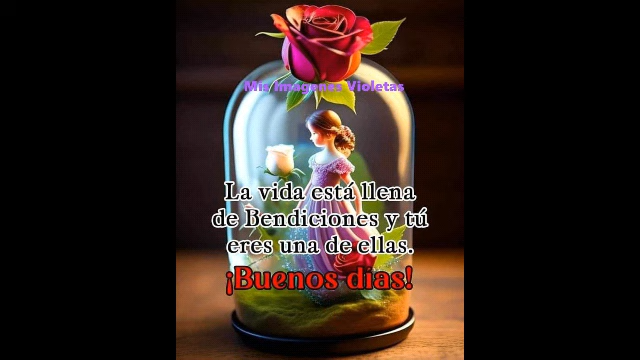 Mis Imágenes Violetas
La vida está llena
de Bendiciones y tú
eres una de ellas.
¡Buenos días!